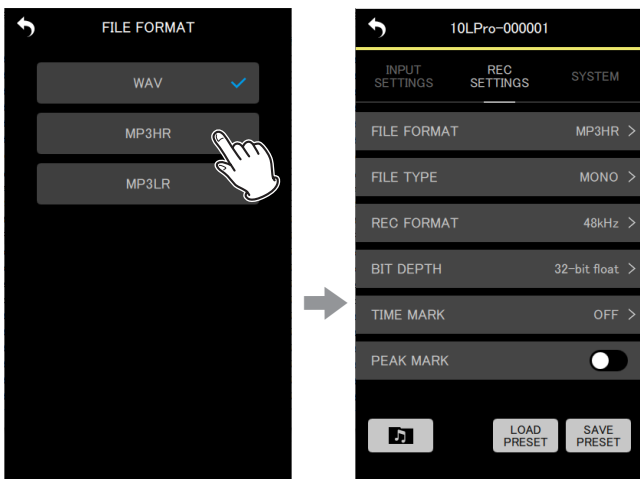 FILE FORMAT
WAV
MP3HR
MP3LR
10LPro-000001
INPUT
SETTINGS
REC
SETTINGS
SYSTEM
FILE FORMAT MP3HR >
FILE TYPE MONO >
REC FORMAT 48kHz >
BIT DEPTH 32-bit float >
TIME MARK OFF >
PEAK MARK
LOAD
PRESET
SAVE
PRESET